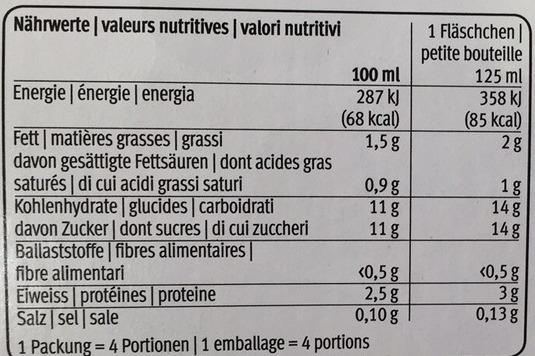 Nährwerte | valeurs nutritives | valori nutritivi
1 Fläschchen |
petite bouteille
100 ml 125 ml
Energie | énergie | energia 287 kJ 358 kJ
(68 kcal) (85 kcal)
Fett | matières grasses | grassi 1,5 g 2 g
davon gesättigte Fettsäuren | dont acides gras
saturés | di cui acidi grassi saturi 0,9 g 1 g
Kohlenhydrate | glucides | carboidrati 11 g 14 g
davon Zucker | dont sucres | di cui zuccheri 11 g 14 g
Ballaststoffe | fibres alimentaires |
fibre alimentari <0,5 g <0,5 g
Eiweiss | protéines | proteine 2,5 g 3 g
Salz | sel | sale 0,10 g 0,13 g
1 Packung = 4 Portionen | 1 emballage = 4 portions